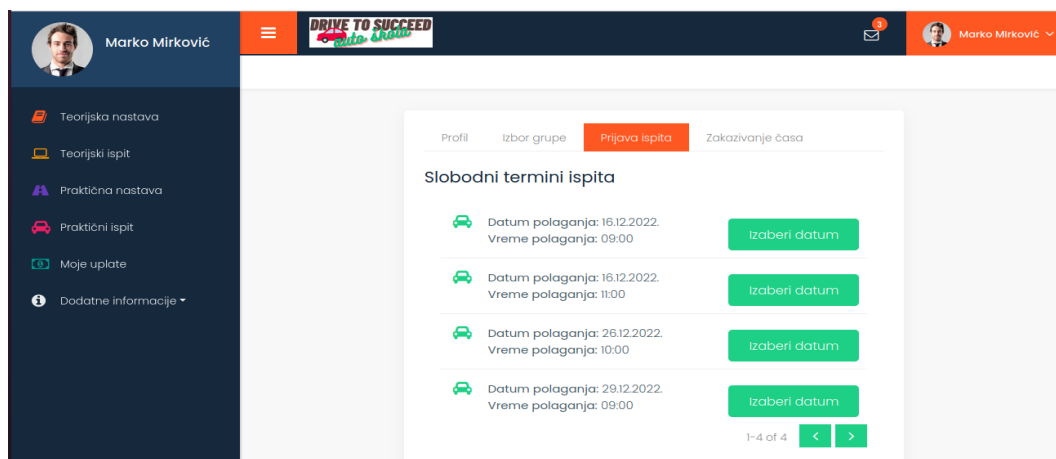 Marko Mirković
DRIVE TO SUCCEED
auto škola
3
Marko Mirković
Teorijska nastava
Teorijski ispit
Praktična nastava
Praktični ispit
Moje uplate
Dodatne informacije
Profil
Izbor grupe
Prijava ispita
Zakazivanje časa
Slobodni termini ispita
Datum polaganja: 16.12.2022.
Vreme polaganja: 09:00
Izaberi datum
Datum polaganja: 16.12.2022.
Vreme polaganja: 11:00
Izaberi datum
Datum polaganja: 26.12.2022.
Vreme polaganja: 10:00
Izaberi datum
Datum polaganja: 29.12.2022.
Vreme polaganja: 09:00
Izaberi datum
1-4 of 4